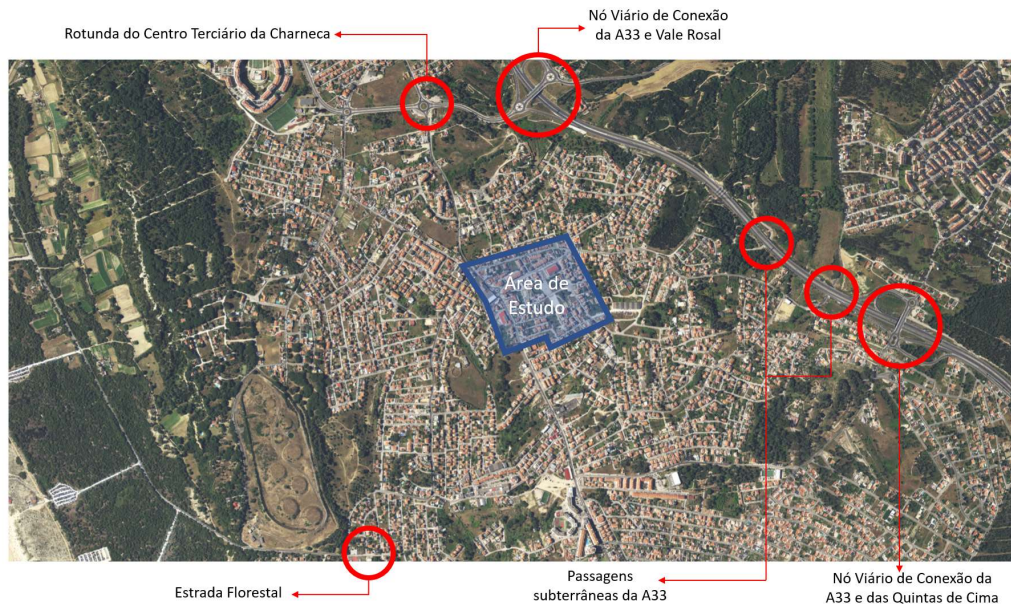 Nó Viário de Conexão
da A33 e Vale Rosal
Rotunda do Centro Terciário da Charneca
Área de
Estudo
Estrada Florestal
Passagens
subterrâneas da A33
Nó Viário de Conexão da
A33 e das Quintas de Cima